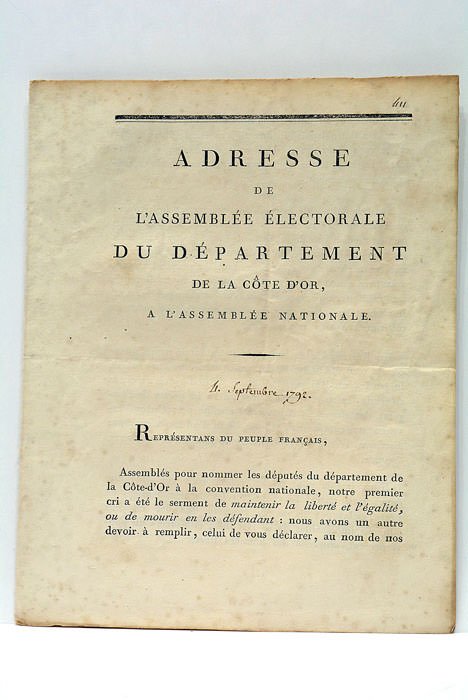 ADRESSE
DE
L'ASSEMBLÉE ÉLECTORALE
DU DÉPARTEMENT
DE LA CÔTE D'OR,
A L'ASSEMBLÉE NATIONALE.
4. Septembre 1792.
REPRÉSENTANS DU PEUPLE FRANÇAIS,
Assemblés pour nommer les députés du département de
la Côte-d'Or à la convention nationale, notre premier
cri a été le serment de maintenir la liberté et l'égalité,
ou de mourir en les défendant : nous avons un autre
devoir à remplir, celui de vous déclarer, au nom de nos